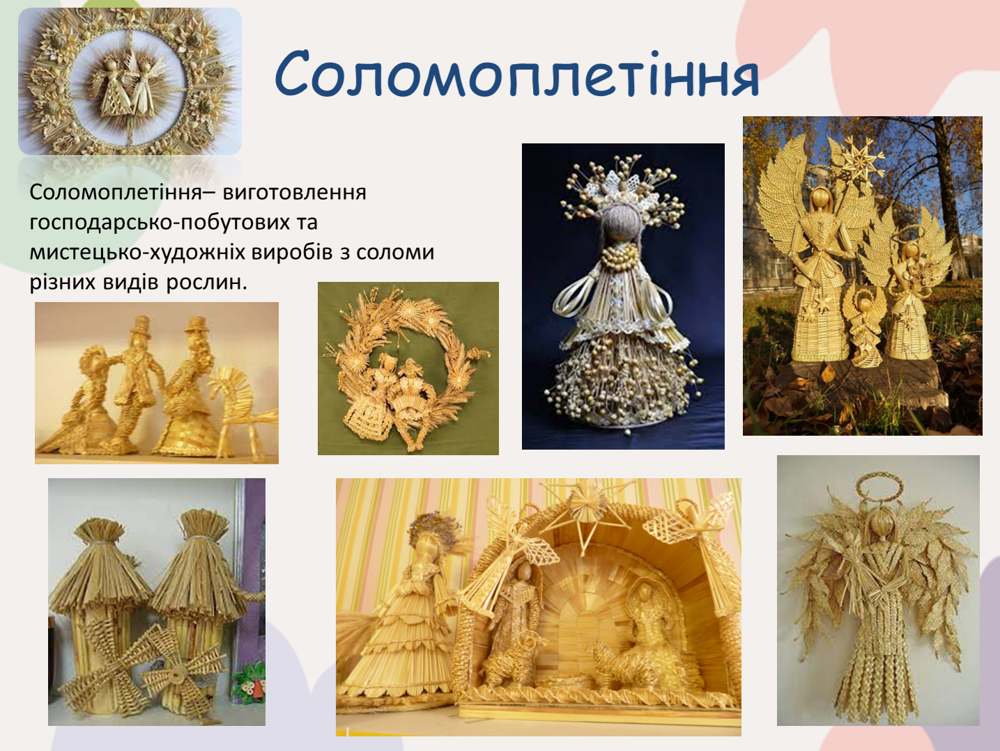 Соломоплетіння
Соломоплетіння– виготовлення
господарсько-побутових та
мистецько-художніх виробів з соломи
різних видів рослин.